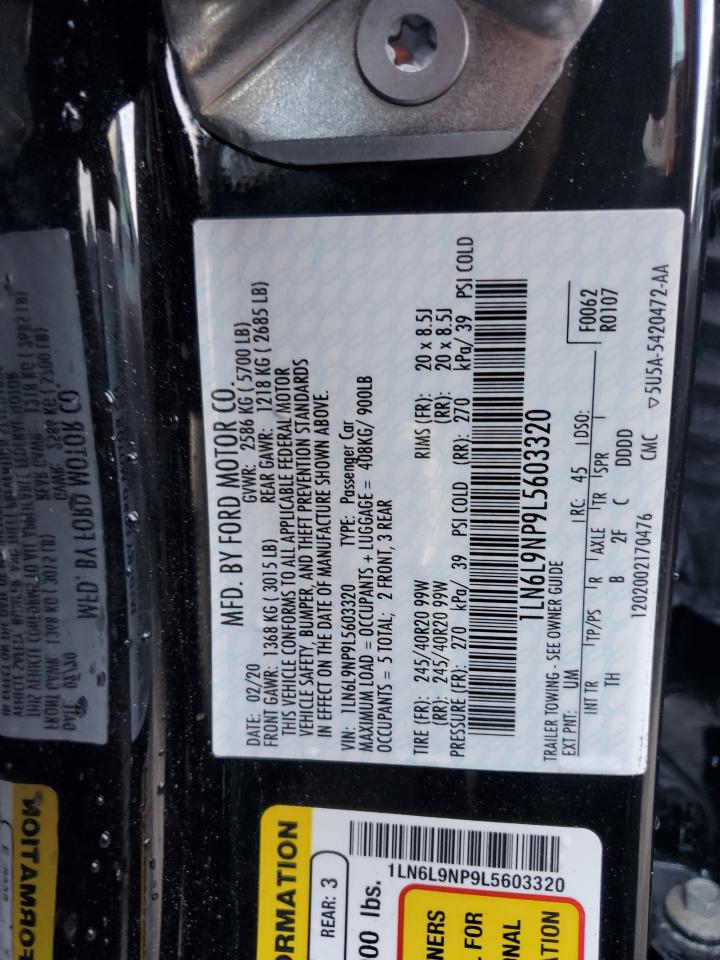 MFD. BY FORD MOTOR CO.
DATE: 02/20 GVWR: 2586 KG ( 5700 LB)
FRONT GAWR: 1368 KG ( 3015 LB) REAR GAWR: 1218 KG ( 2685 LB)
THIS VEHICLE CONFORMS TO ALL APPLICABLE FEDERAL MOTOR
VEHICLE SAFETY, BUMPER, AND THEFT PREVENTION STANDARDS
IN EFFECT ON THE DATE OF MANUFACTURE SHOWN ABOVE.
VIN: 1LN6L9NP9L5603320 TYPE: Passenger Car
MAXIMUM LOAD = OCCUPANTS + LUGGAGE = 408KG/ 900LB
OCCUPANTS = 5 TOTAL; 2 FRONT, 3 REAR
TIRE (FR): 245/40R20 99W RIMS (FR): 20 x 8.5J
(RR): 245/40R20 99W (RR): 20 x 8.5J
PRESSURE (FR): 270 kPa/ 39 PSI COLD (RR): 270 kPa/ 39 PSI COLD
1LN6L9NP9L5603320
TRAILER TOWING - SEE OWNER GUIDE
EXT PNT: UM RC: 45 DSO: F0062
R0107
INT TR TP/PS R AXLE TR SPR
TH B 2F C DDDD
1202002170476 CMC ▽5U5A-5420472-AA
ORMATION
REAR: 3
00 lbs.
1LN6L9NP9L5603320
NERS
L FOR
ONAL
TION